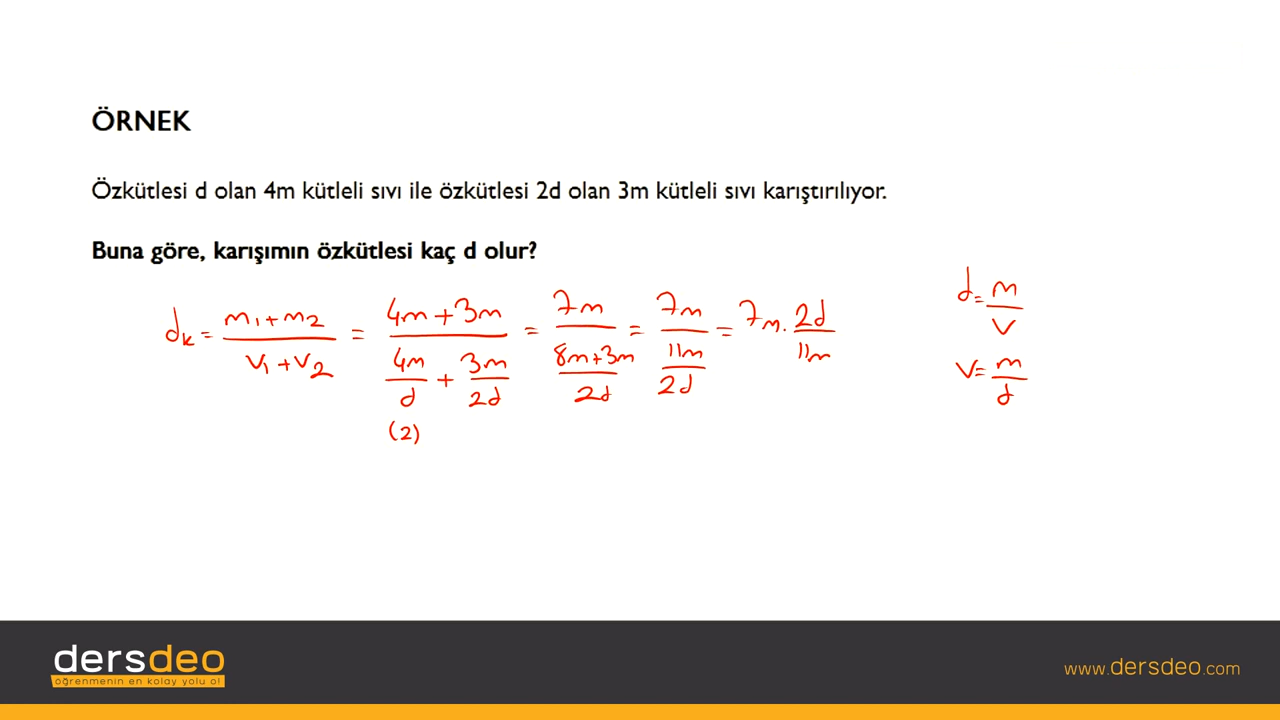 ÖRNEK
Özkütlesi d olan 4m kütleli sıvı ile özkütlesi 2d olan 3m kütleli sıvı karıştırılıyor.
Buna göre, karışımın özkütlesi kaç d olur?
dk = (m1+m2)/(V1+V2) = (4m+3m)/(4m/d + 3m/2d) = 7m/((8m+3m)/2d) = 7m/(11m/2d) = 7m . 2d/11m
(2)
d = m/V
V = m/d
dersdeo
öğrenmenin en kolay yolu o!
www.dersdeo.com